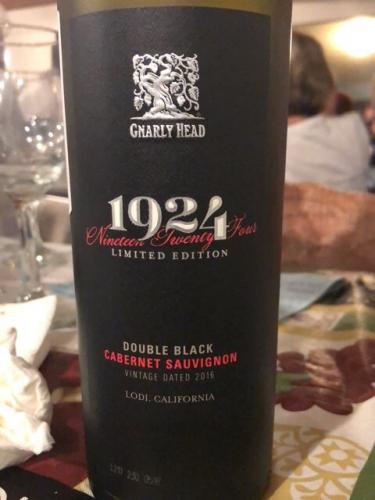 GNARLY HEAD
1924
Nineteen Twenty Four
LIMITED EDITION
DOUBLE BLACK
CABERNET SAUVIGNON
VINTAGE DATED 2016
LODI, CALIFORNIA